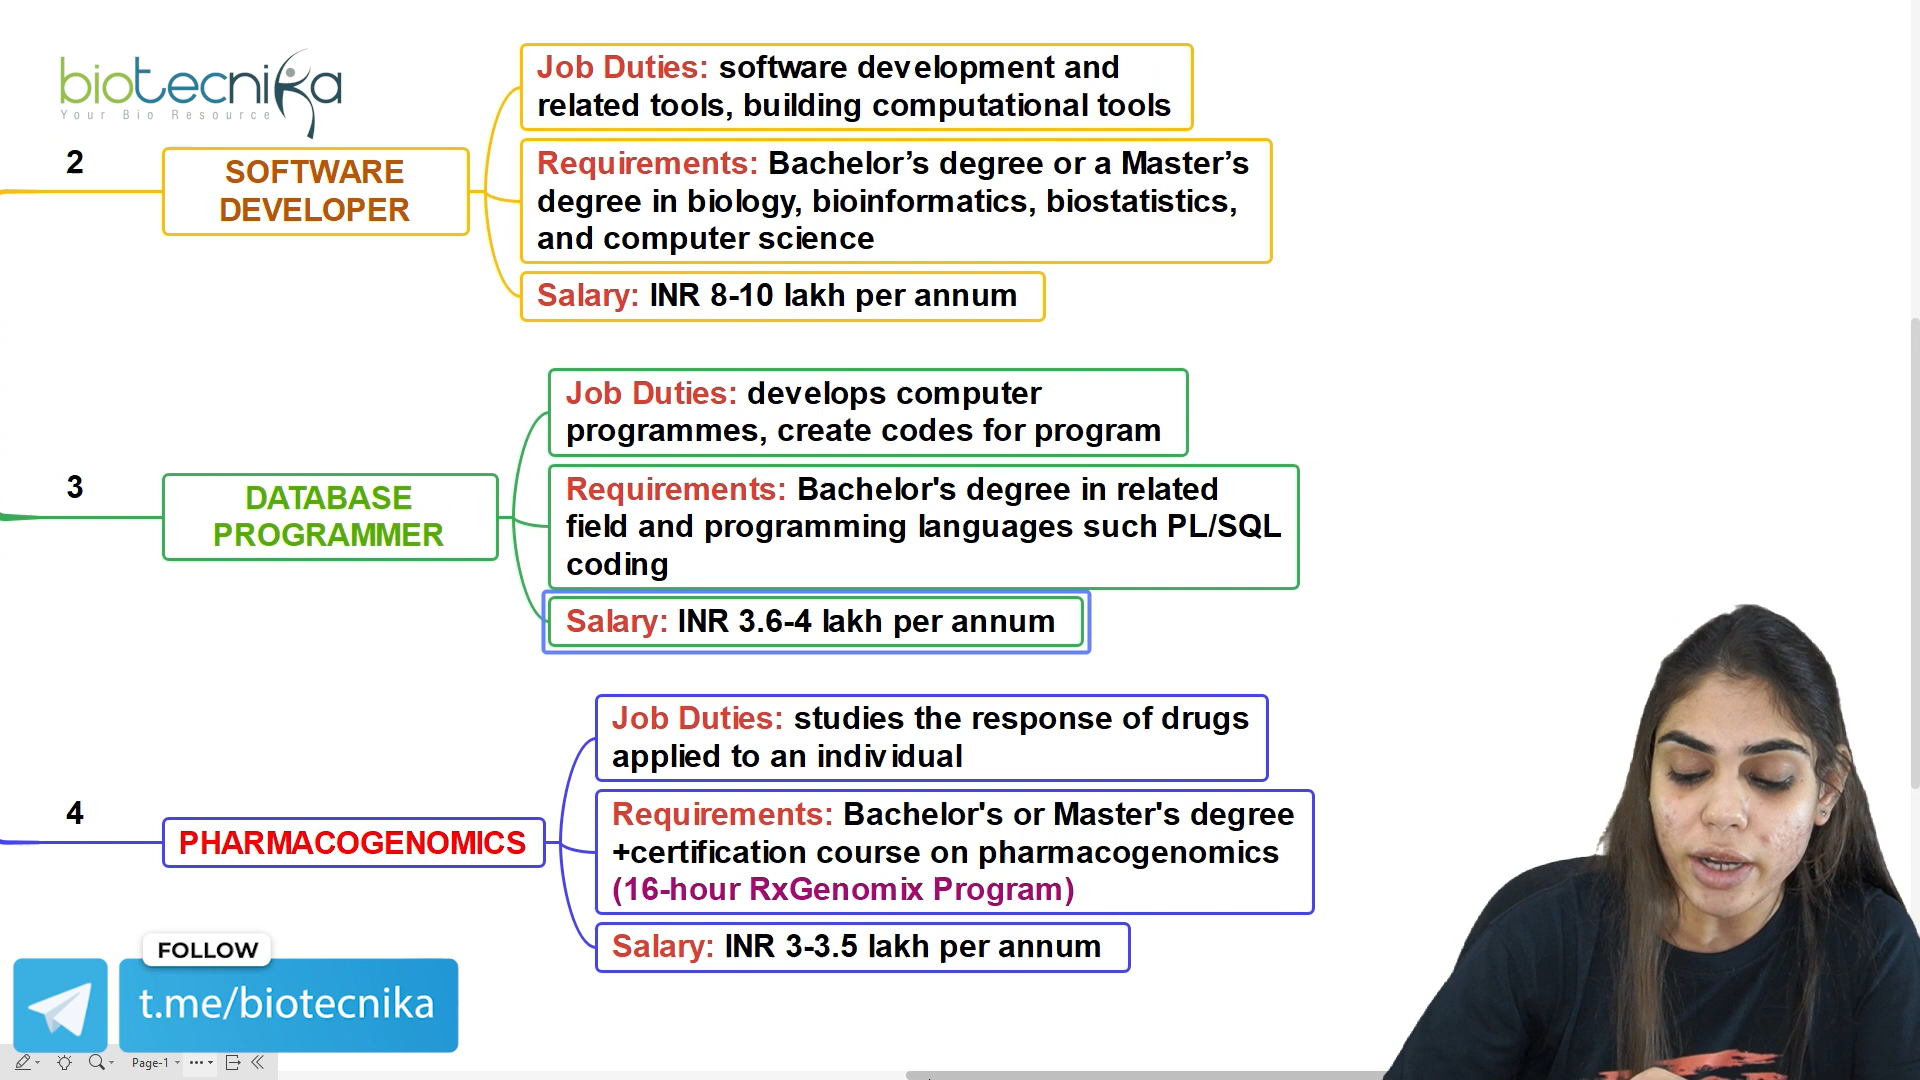 biotecnika
Your Bio Resource
2
SOFTWARE
DEVELOPER
Job Duties: software development and
related tools, building computational tools
Requirements: Bachelor’s degree or a Master’s
degree in biology, bioinformatics, biostatistics,
and computer science
Salary: INR 8-10 lakh per annum
3
DATABASE
PROGRAMMER
Job Duties: develops computer
programmes, create codes for program
Requirements: Bachelor's degree in related
field and programming languages such PL/SQL
coding
Salary: INR 3.6-4 lakh per annum
4
PHARMACOGENOMICS
Job Duties: studies the response of drugs
applied to an individual
Requirements: Bachelor's or Master's degree
+certification course on pharmacogenomics
(16-hour RxGenomix Program)
Salary: INR 3-3.5 lakh per annum
FOLLOW
t.me/biotecnika
Page-1